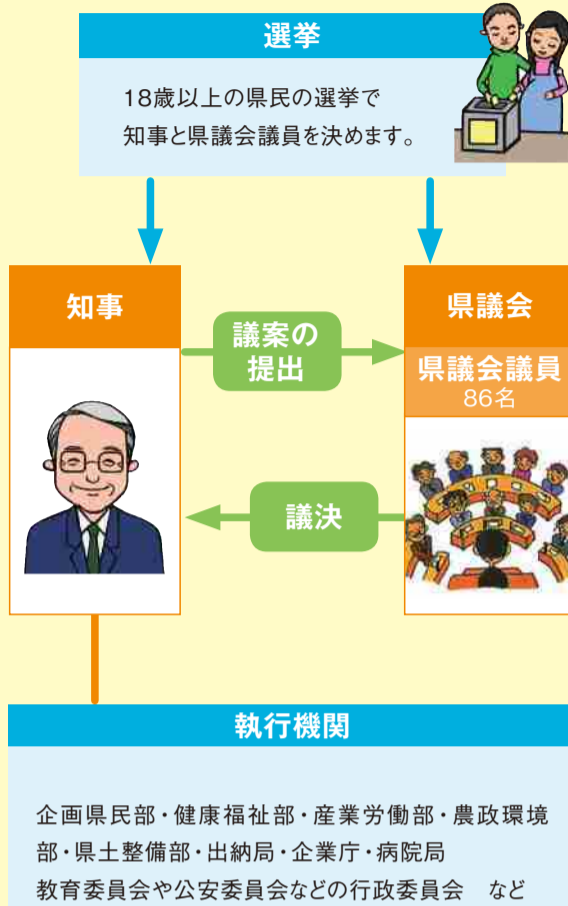 選挙
18歳以上の県民の選挙で
知事と県議会議員を決めます。
知事
議案の
提出
県議会
県議会議員
86名
議決
執行機関
企画県民部・健康福祉部・産業労働部・農政環境
部・県土整備部・出納局・企業庁・病院局
教育委員会や公安委員会などの行政委員会　など